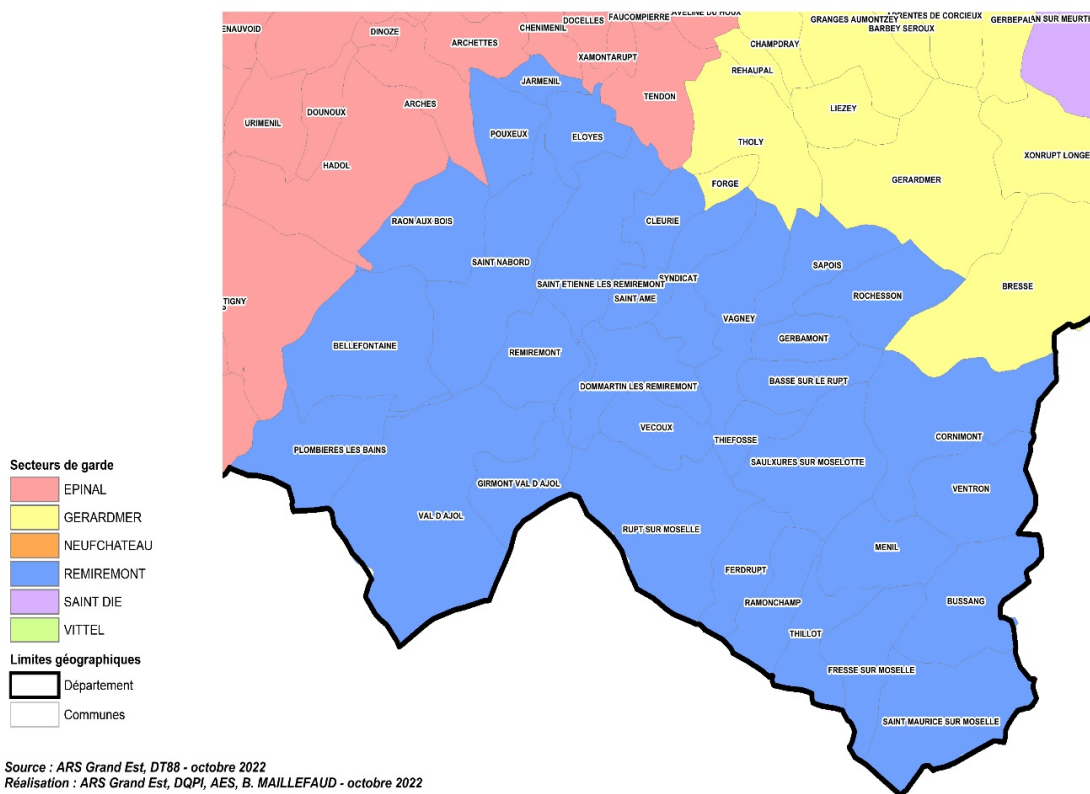 AVELINE DU HOUX
DOCELLES
FAUCOMPIERRE
GRANGES AUMONTZEY
BARBEY SEROUX
GERBEPAL
CHENIMENIL
DINOZE
ARCHETTES
CHAMPDRAY
XAMONTARUPT
REHAUPAL
JARMENIL
TENDON
ARCHES
LIEZEY
DOUNOUX
URIMENIL
POUXEUX
ELOYES
THOLY
XONRUPT LONGE
HADOL
FORGE
GERARDMER
RAON AUX BOIS
CLEURIE
SAINT NABORD
SAPOIS
SYNDICAT
SAINT ETIENNE LES REMIREMONT
BRESSE
ROCHESSON
SAINT AME
TIGNY
VAGNEY
GERBAMONT
BELLEFONTAINE
REMIREMONT
BASSE SUR LE RUPT
DOMMARTIN LES REMIREMONT
VECOUX
CORNIMONT
THIEFOSSE
PLOMBIERES LES BAINS
SAULXURES SUR MOSELOTTE
GIRMONT VAL D'AJOL
VENTRON
VAL D'AJOL
RUPT SUR MOSELLE
MENIL
FERDRUPT
RAMONCHAMP
BUSSANG
THILLOT
FRESSE SUR MOSELLE
SAINT MAURICE SUR MOSELLE
Secteurs de garde
EPINAL
GERARDMER
NEUFCHATEAU
REMIREMONT
SAINT DIE
VITTEL
Limites géographiques
Département
Communes
Source : ARS Grand Est, DT88 - octobre 2022
Réalisation : ARS Grand Est, DQPI, AES, B. MAILLEFAUD - octobre 2022